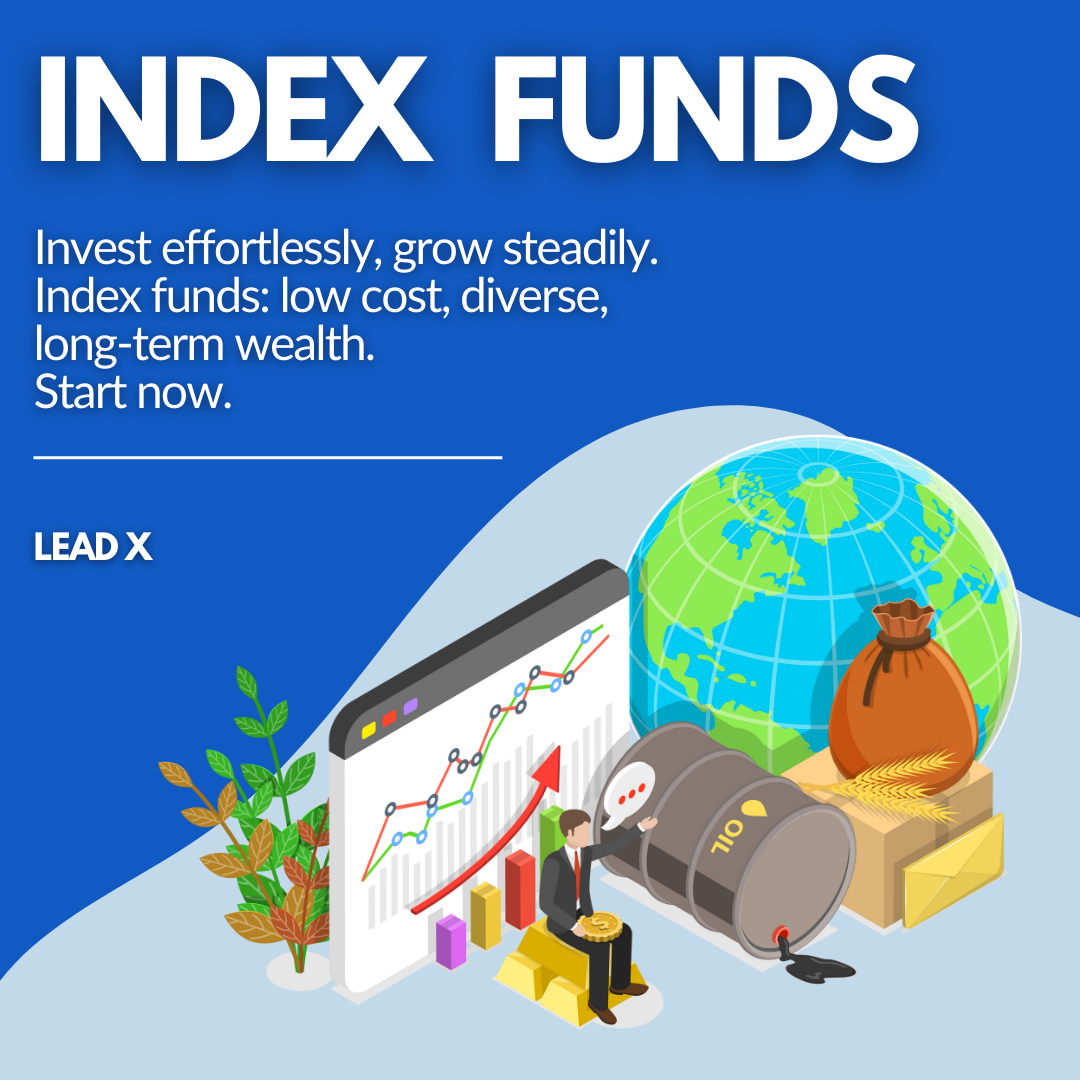 INDEX FUNDS
Invest effortlessly, grow steadily.
Index funds: low cost, diverse,
long-term wealth.
Start now.
LEAD X
OIL
$